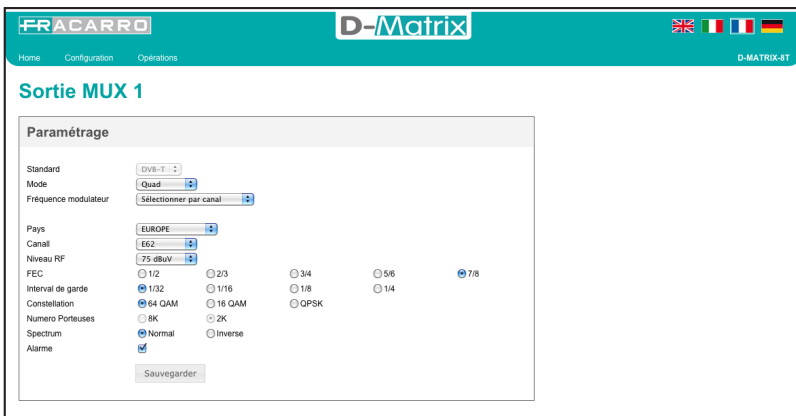 FRACARRO
D-Matrix
Home Configuration Opérations
D-MATRIX-8T
Sortie MUX 1
Paramétrage
Standard DVB-T
Mode Quad
Fréquence modulateur Sélectionner par canal
Pays EUROPE
Canall E62
Niveau RF 75 dBuV
FEC 1/2 2/3 3/4 5/6 7/8
Interval de garde 1/32 1/16 1/8 1/4
Constellation 64 QAM 16 QAM QPSK
Numero Porteuses 8K 2K
Spectrum Normal Inverse
Alarme
Sauvegarder